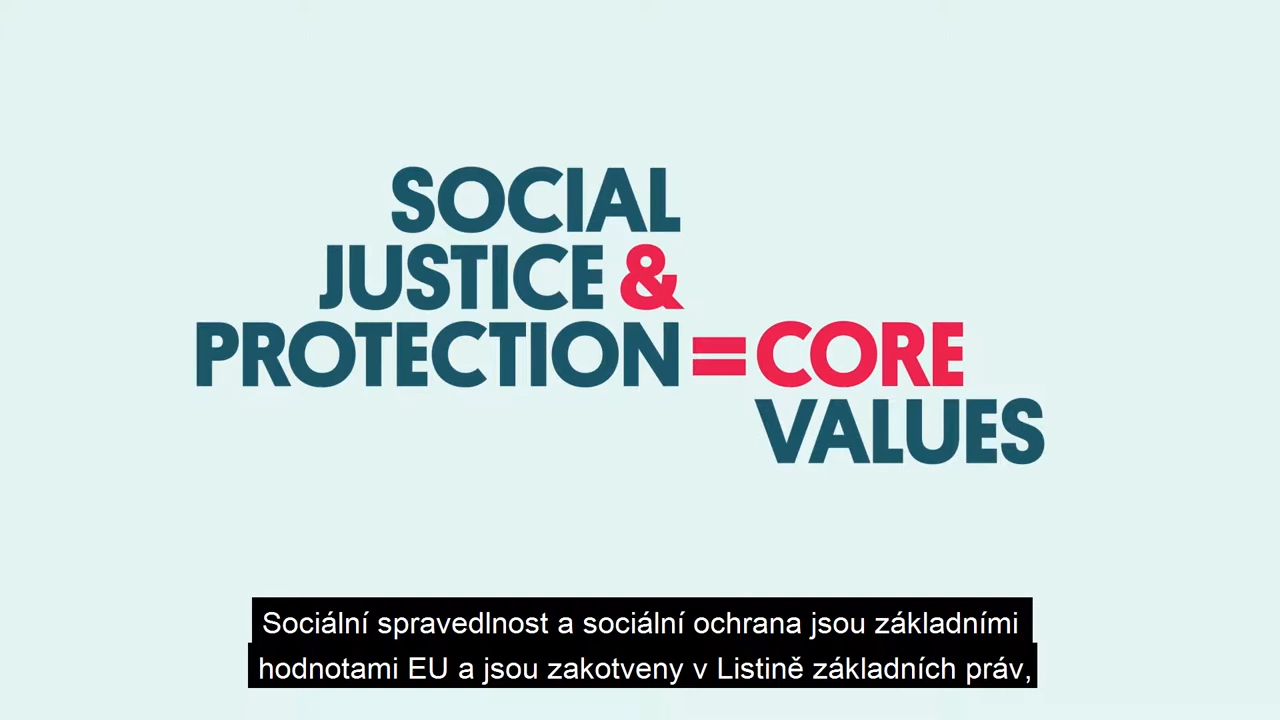 SOCIAL
JUSTICE &
PROTECTION = CORE
VALUES
Sociální spravedlnost a sociální ochrana jsou základními
hodnotami EU a jsou zakotveny v Listině základních práv,